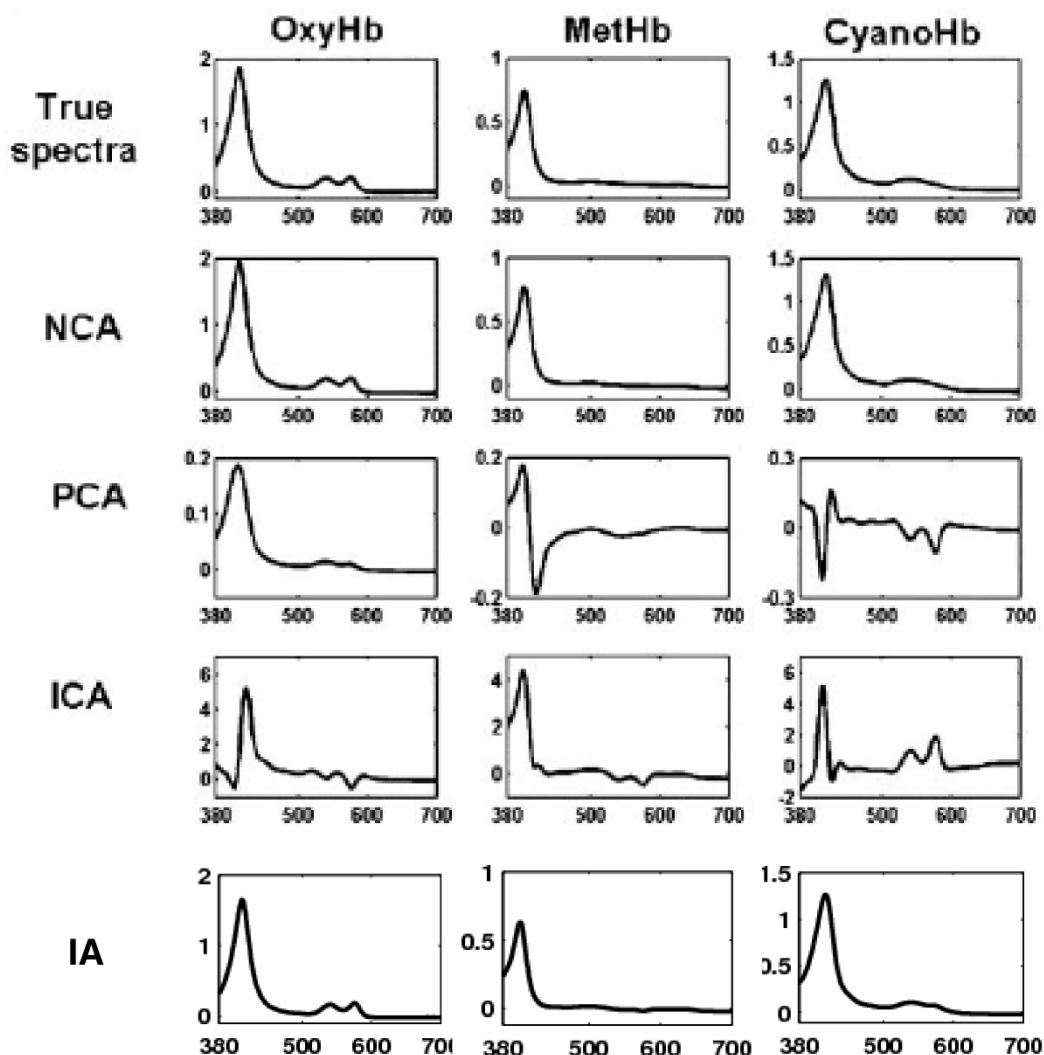 OxyHb MetHb CyanoHb
True spectra
2 1 0 380 500 600 700
1 0.5 0 380 500 600 700
1.5 1 0.5 0 380 500 600 700
NCA
2 1 0 380 500 600 700
1 0.5 0 380 500 600 700
1.5 1 0.5 0 380 500 600 700
PCA
0.2 0.1 0 380 500 600 700
0.2 0 -0.2 380 500 600 700
0.3 0 -0.3 380 500 600 700
ICA
6 4 2 0 380 500 600 700
4 2 0 380 500 600 700
6 4 2 0 -2 380 500 600 700
IA
2 1 0 380 500 600 700
1 0.5 0 380 500 600 700
1.5 1 0.5 0 380 500 600 700